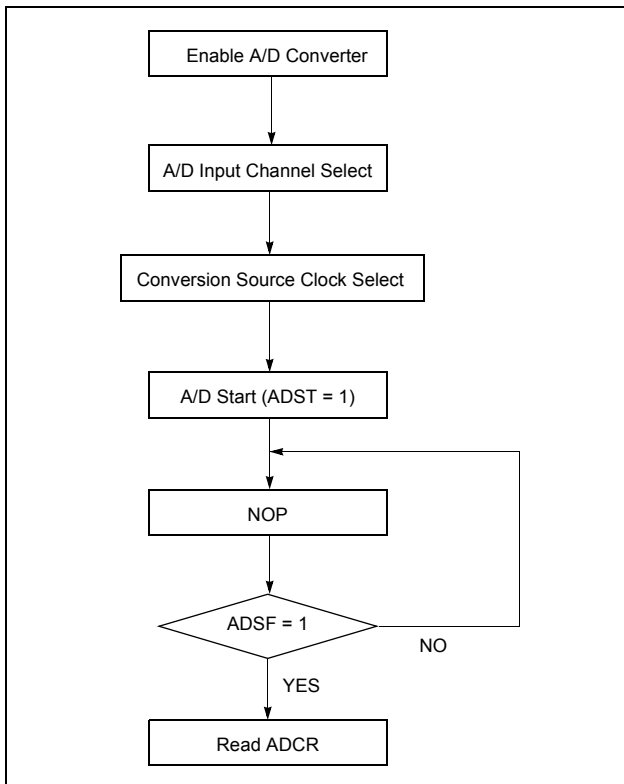 Enable A/D Converter
A/D Input Channel Select
Conversion Source Clock Select
A/D Start (ADST = 1)
NOP
ADSF = 1
NO
YES
Read ADCR